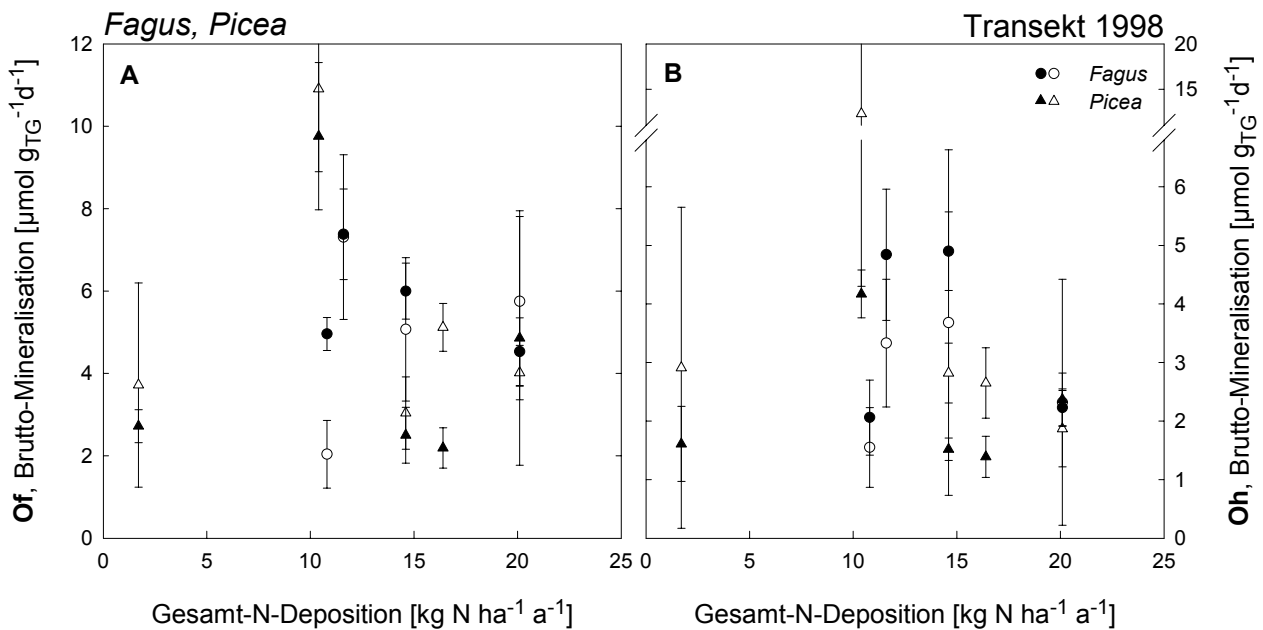 Fagus, Picea
Transekt 1998
A
B
Fagus
Picea
Of, Brutto-Mineralisation [µmol gTG⁻¹d⁻¹]
12
10
8
6
4
2
0
0 5 10 15 20 25
Gesamt-N-Deposition [kg N ha⁻¹ a⁻¹]
0 5 10 15 20 25
Gesamt-N-Deposition [kg N ha⁻¹ a⁻¹]
20
15
6
5
4
3
2
1
0
Oh, Brutto-Mineralisation [µmol gTG⁻¹d⁻¹]